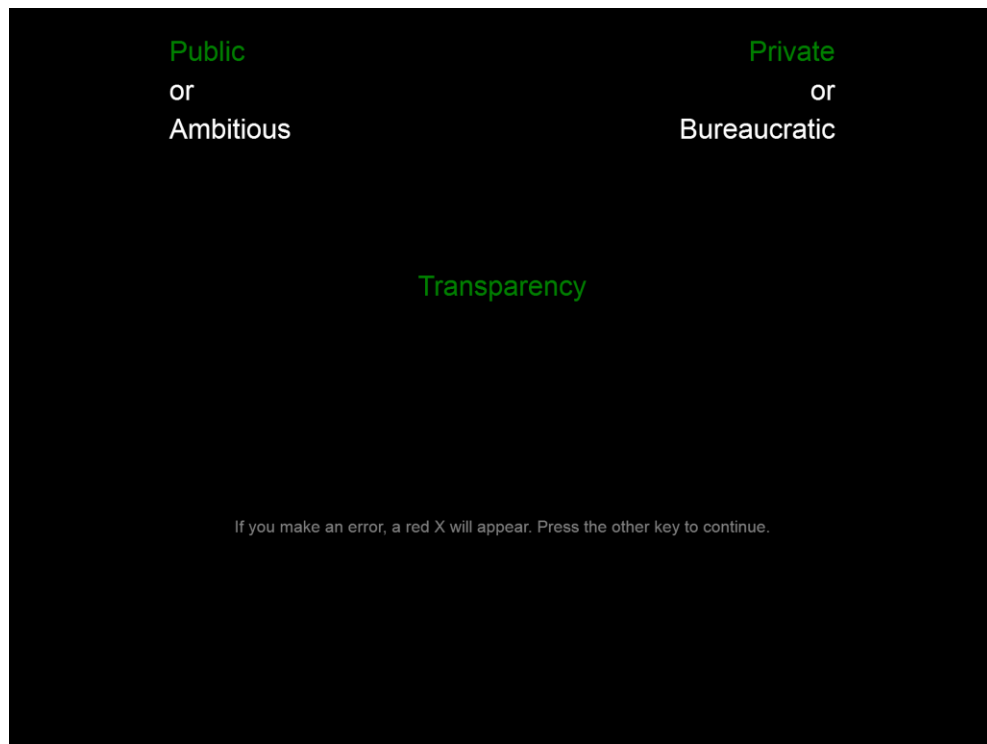 Public
or
Ambitious
Private
or
Bureaucratic
Transparency
If you make an error, a red X will appear. Press the other key to continue.